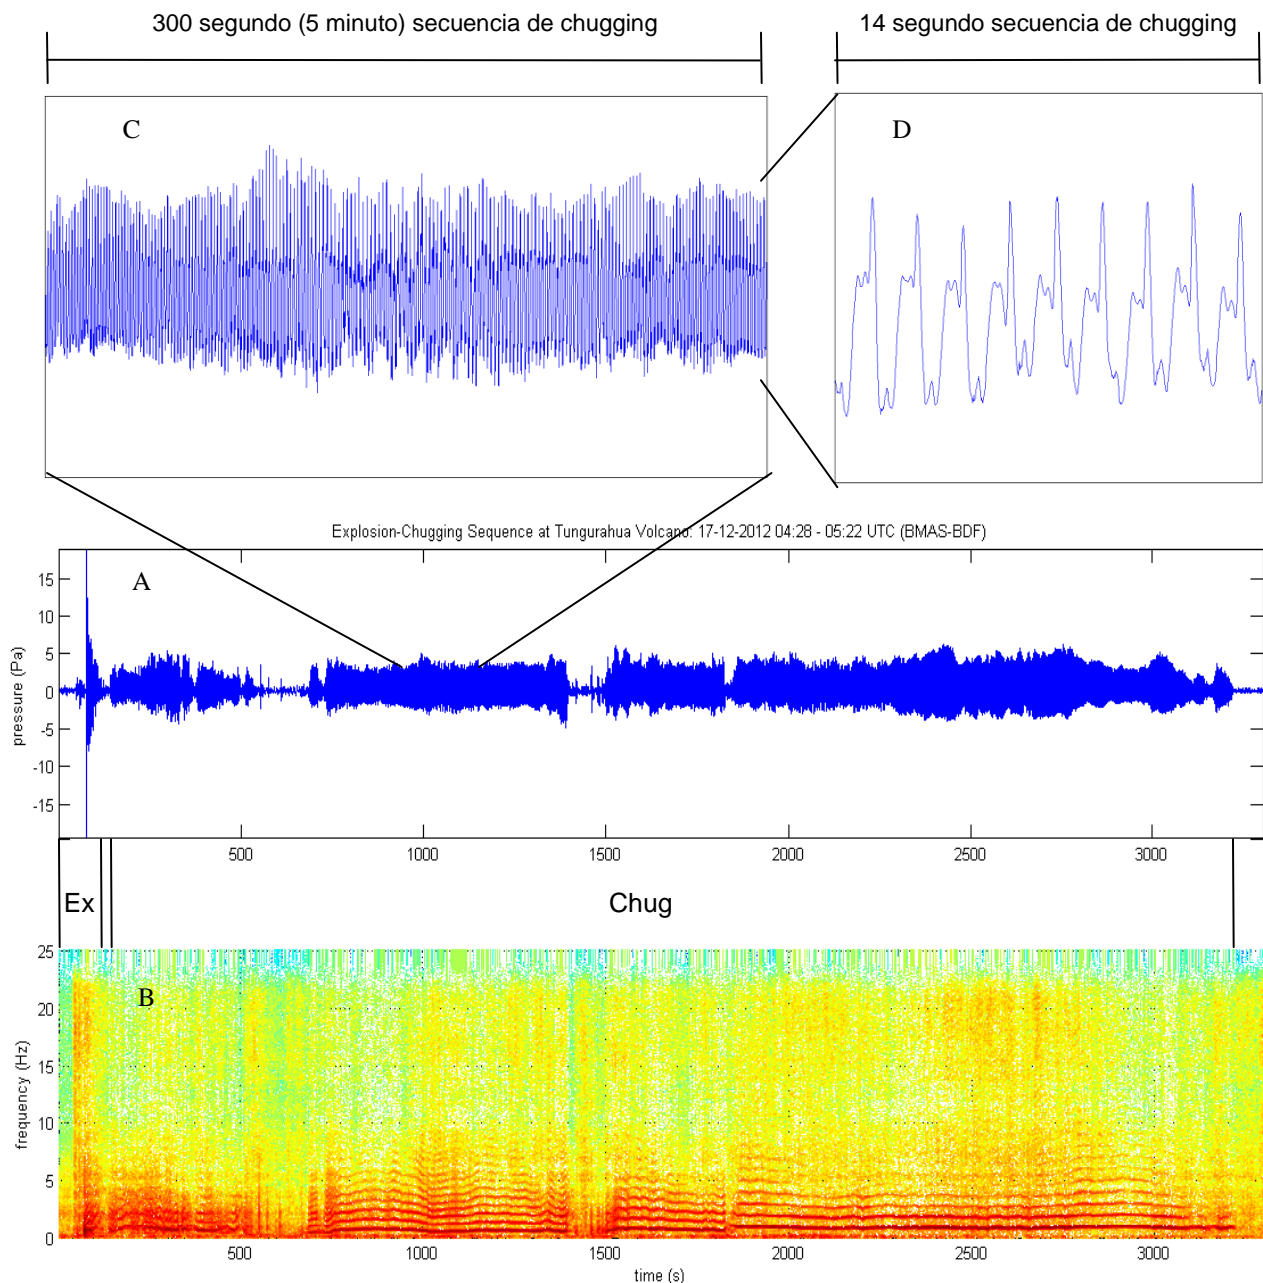 300 segundo (5 minuto) secuencia de chugging
14 segundo secuencia de chugging
C
D
Explosion-Chugging Sequence at Tungurahua Volcano: 17-12-2012 04:28 - 05:22 UTC (BMAS-BDF)
A
15
10
5
0
-5
-10
-15
pressure (Pa)
500
1000
1500
2000
2500
3000
Ex
Chug
B
25
20
15
10
5
0
frequency (Hz)
500
1000
1500
2000
2500
3000
time (s)